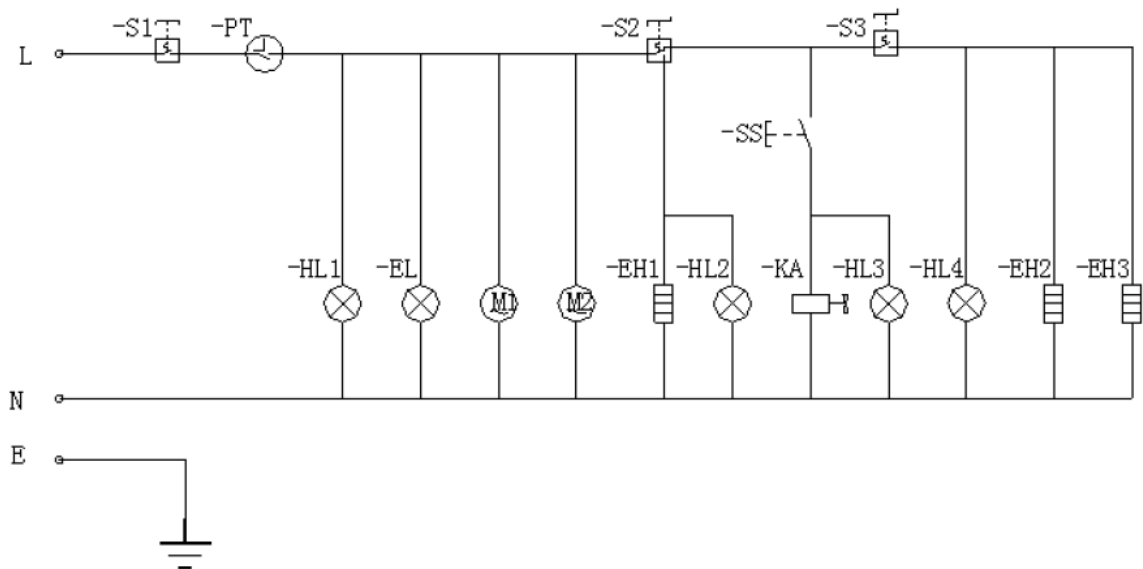 -S1 -PT -S2 -S3
L
-SS
-HL1 -EL -EH1 -HL2 -KA -HL3 -HL4 -EH2 -EH3
M1 M2
N
E